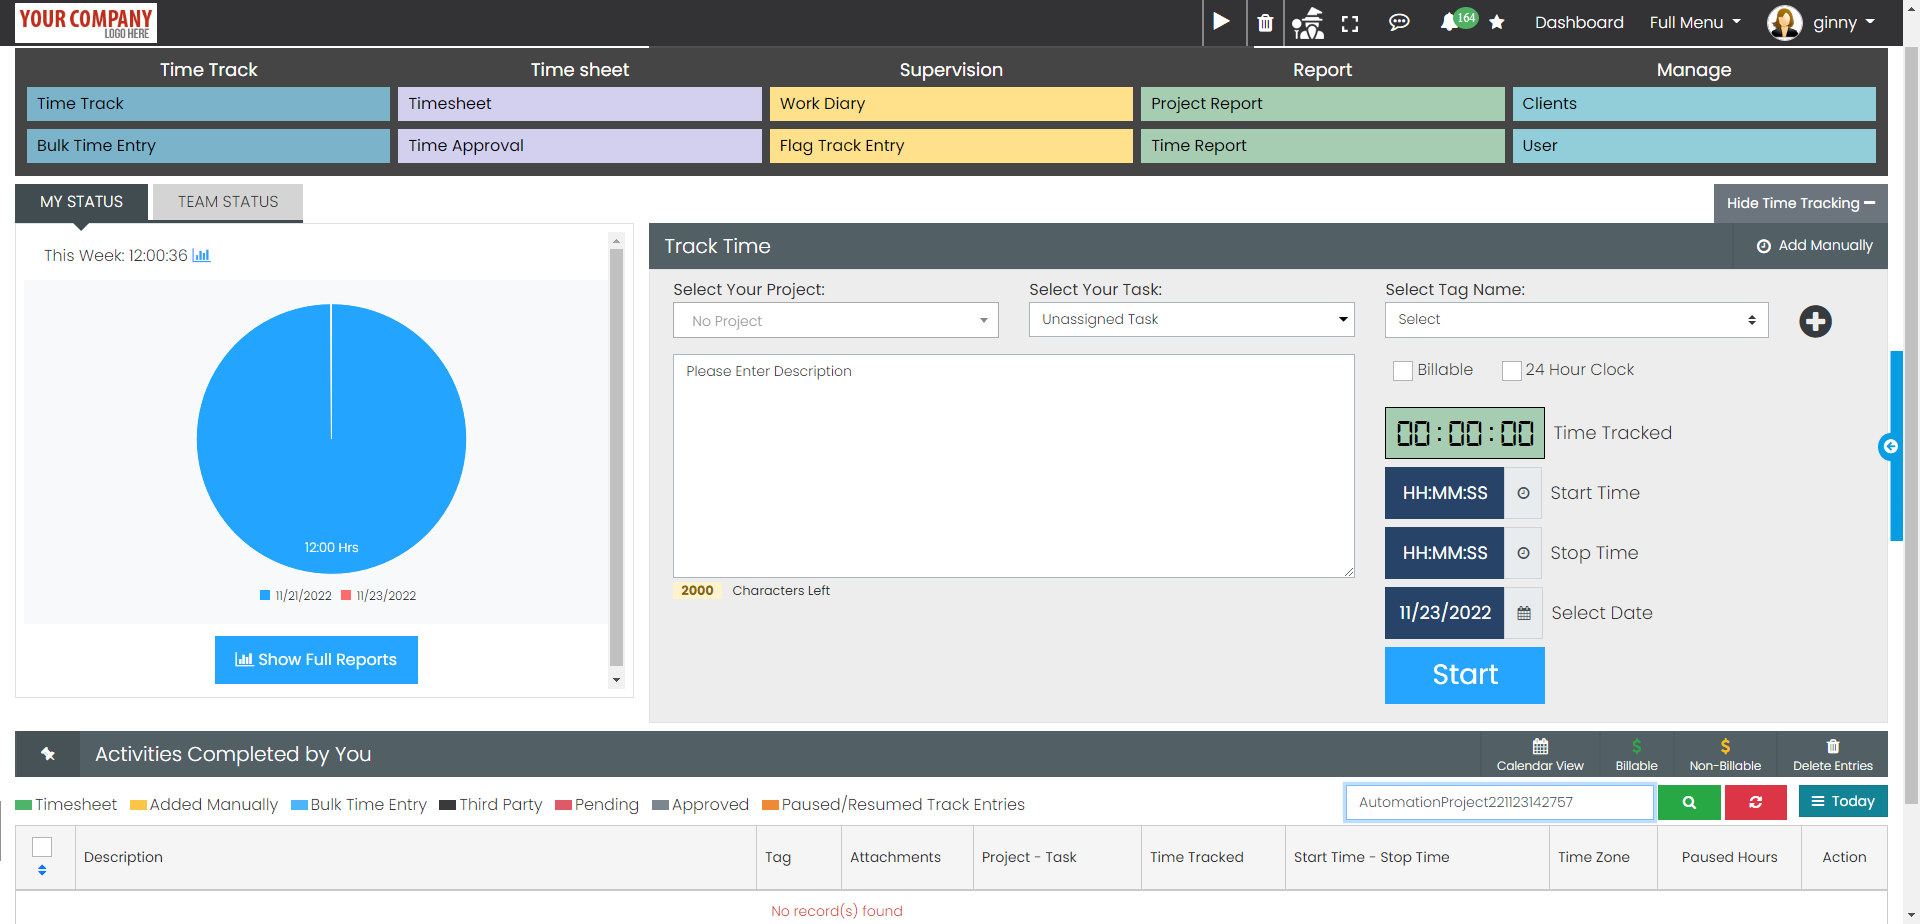 YOUR COMPANY
LOGO HERE
164
Dashboard
Full Menu
ginny
Time Track
Time sheet
Supervision
Report
Manage
Time Track
Timesheet
Work Diary
Project Report
Clients
Bulk Time Entry
Time Approval
Flag Track Entry
Time Report
User
MY STATUS
TEAM STATUS
Hide Time Tracking
This Week: 12:00:36
12:00 Hrs
11/21/2022
11/23/2022
Show Full Reports
Track Time
Add Manually
Select Your Project:
Select Your Task:
Select Tag Name:
No Project
Unassigned Task
Select
Please Enter Description
Billable
24 Hour Clock
00:00:00
Time Tracked
HH:MM:SS
Start Time
HH:MM:SS
Stop Time
2000 Characters Left
11/23/2022
Select Date
Start
Activities Completed by You
Calendar View
$ Billable
$ Non-Billable
Delete Entries
Timesheet
Added Manually
Bulk Time Entry
Third Party
Pending
Approved
Paused/Resumed Track Entries
AutomationProject221123142757
Today
Description
Tag
Attachments
Project - Task
Time Tracked
Start Time - Stop Time
Time Zone
Paused Hours
Action
No record(s) found